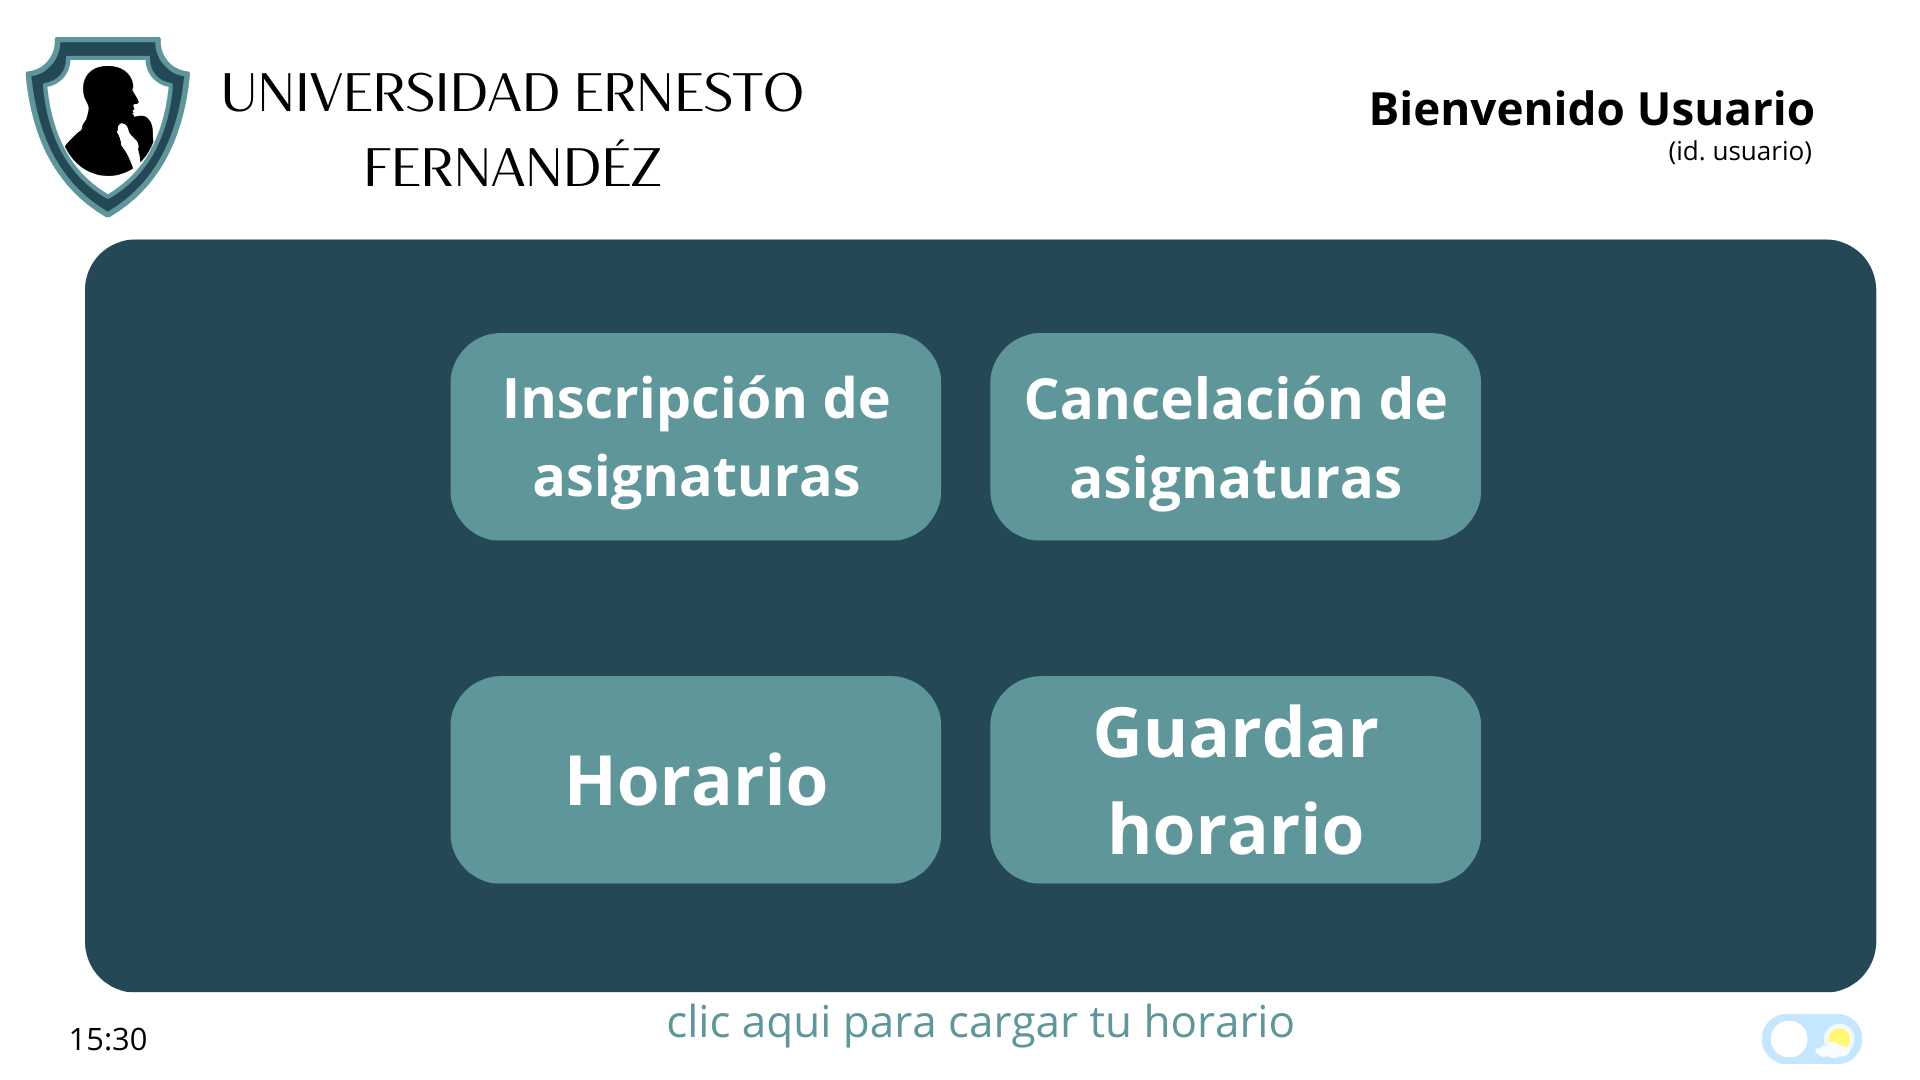 UNIVERSIDAD ERNESTO
FERNANDÉZ
Bienvenido Usuario
(id. usuario)
Inscripción de
asignaturas
Cancelación de
asignaturas
Horario
Guardar
horario
clic aqui para cargar tu horario
15:30